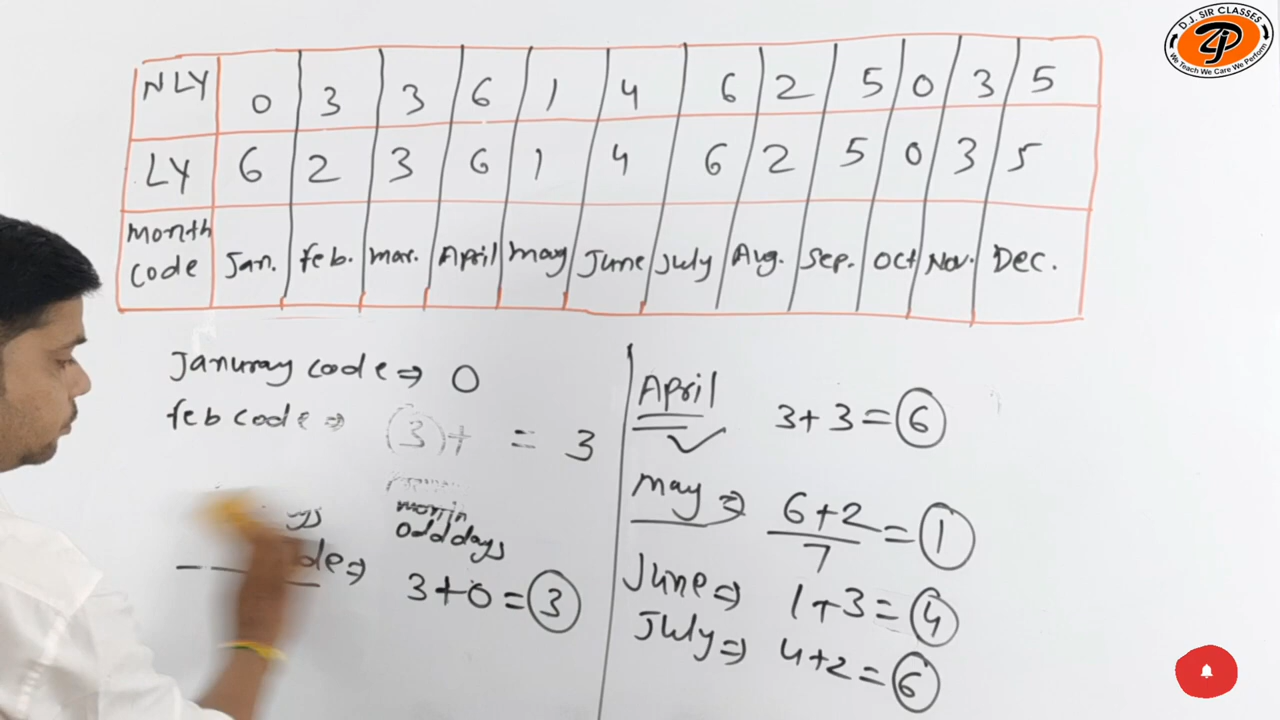 D.J. SIR CLASSES
We Teach We Care We Perform
NLY 0 3 3 6 1 4 6 2 5 0 3 5
LY 6 2 3 6 1 4 6 2 5 0 3 5
Month code Jan. feb. mar. April may June July Aug. Sep. Oct Nov. Dec.
Januray code ⇒ 0
feb code ⇒ (3)+ = 3
odd days
⇒ 3+0 = 3
April 3+3 = 6
may ⇒ 6+2/7 = 1
June ⇒ 1+3 = 4
July ⇒ 4+2 = 6